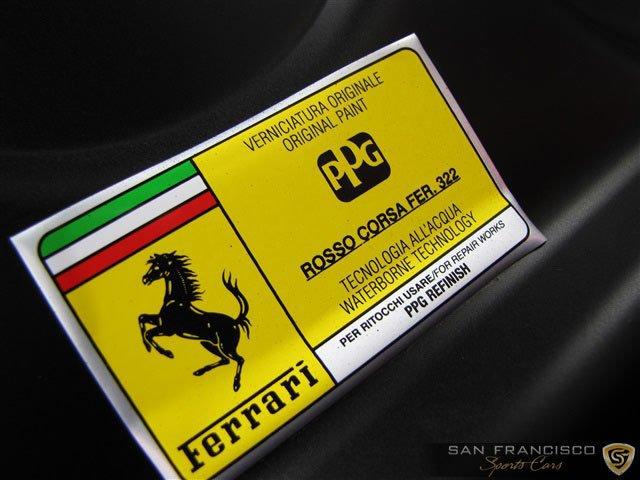 VERNICIATURA ORIGINALE
ORIGINAL PAINT
PPG
ROSSO CORSA FER. 322
TECNOLOGIA ALL'ACQUA
WATERBORNE TECHNOLOGY
PER RITOCCHI USARE/FOR REPAIR WORKS
PPG REFINISH
Ferrari
SAN FRANCISCO
Sports Cars
S